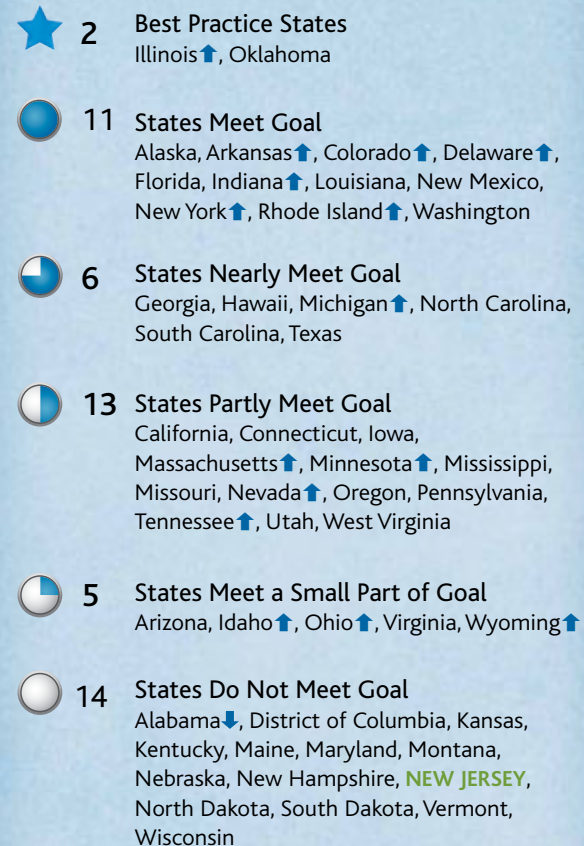 2 Best Practice States
Illinois⬆, Oklahoma
11 States Meet Goal
Alaska, Arkansas⬆, Colorado⬆, Delaware⬆,
Florida, Indiana⬆, Louisiana, New Mexico,
New York⬆, Rhode Island⬆, Washington
6 States Nearly Meet Goal
Georgia, Hawaii, Michigan⬆, North Carolina,
South Carolina, Texas
13 States Partly Meet Goal
California, Connecticut, Iowa,
Massachusetts⬆, Minnesota⬆, Mississippi,
Missouri, Nevada⬆, Oregon, Pennsylvania,
Tennessee⬆, Utah, West Virginia
5 States Meet a Small Part of Goal
Arizona, Idaho⬆, Ohio⬆, Virginia, Wyoming⬆
14 States Do Not Meet Goal
Alabama⬇, District of Columbia, Kansas,
Kentucky, Maine, Maryland, Montana,
Nebraska, New Hampshire, NEW JERSEY,
North Dakota, South Dakota, Vermont,
Wisconsin